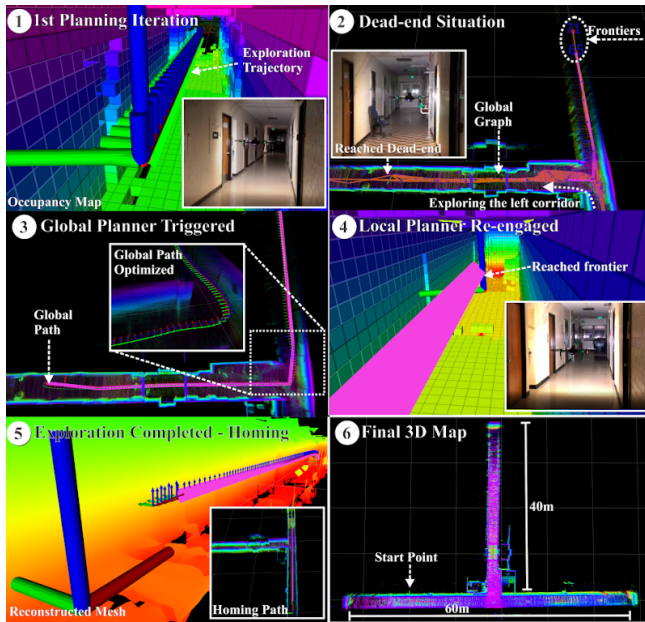 1 1st Planning Iteration
Exploration
Trajectory
Occupancy Map
2 Dead-end Situation
Frontiers
Global
Graph
Reached Dead-end
Exploring the left corridor
3 Global Planner Triggered
Global Path
Optimized
Global
Path
4 Local Planner Re-engaged
Reached frontier
5 Exploration Completed - Homing
Reconstructed Mesh
Homing Path
6 Final 3D Map
40m
Start Point
60m